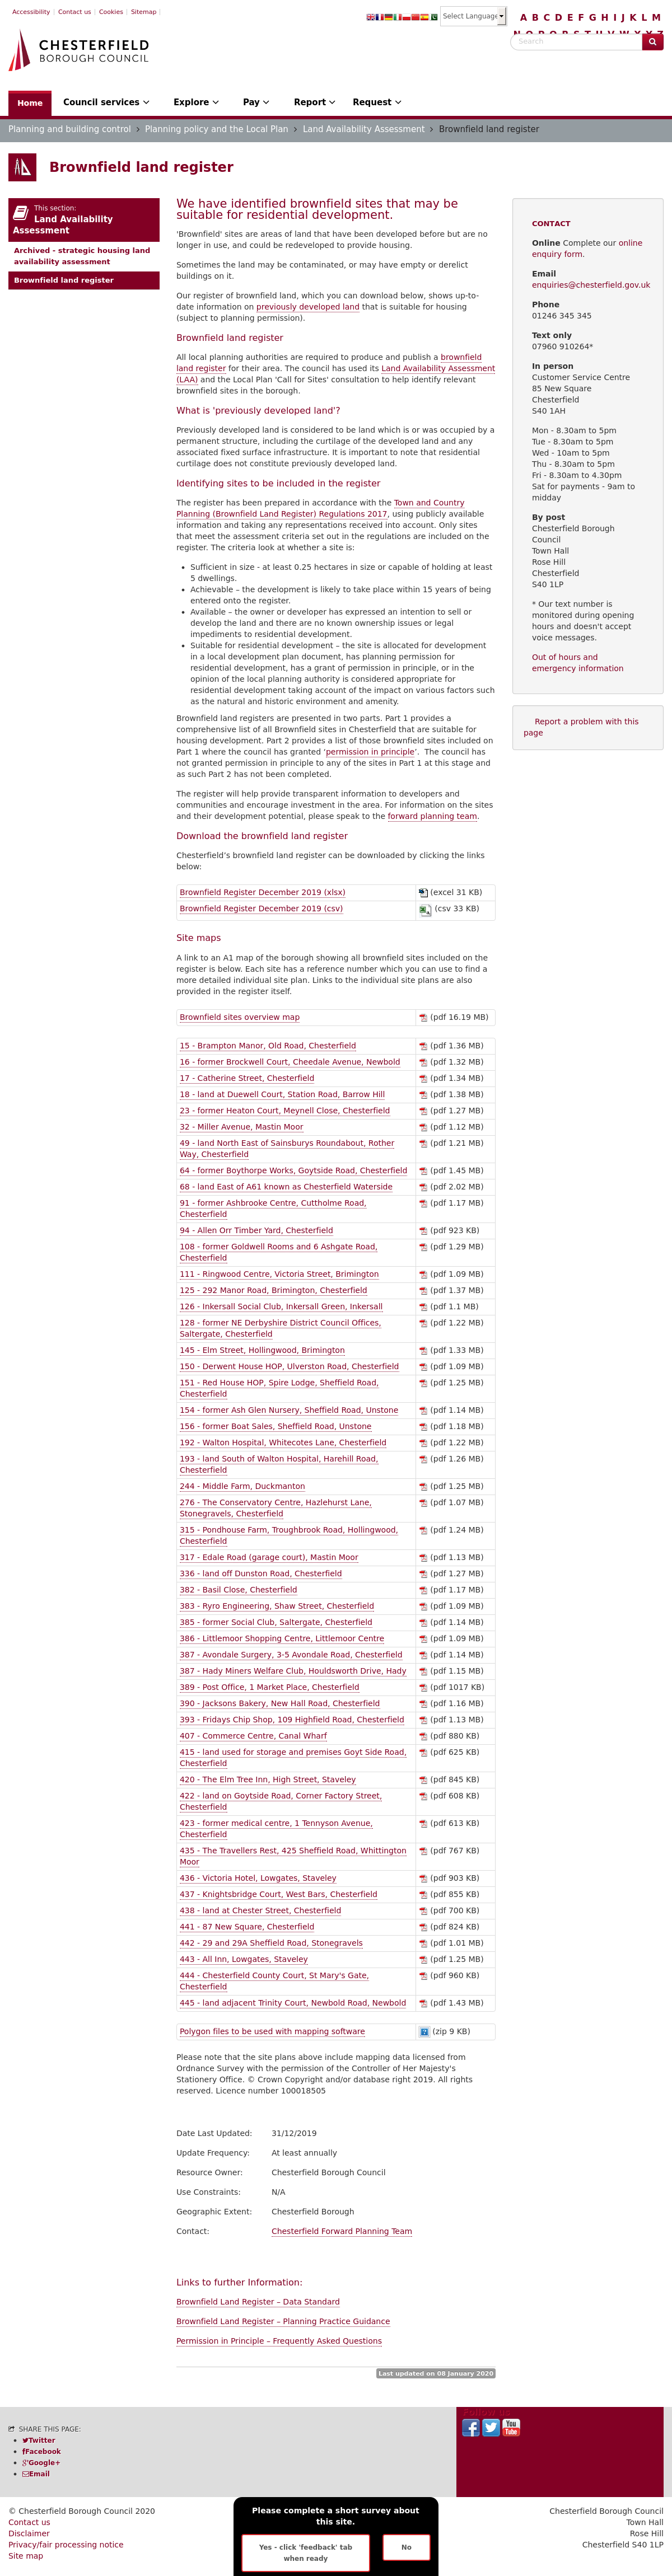 Accessibility | Contact us | Cookies | Sitemap |
Select Language
A B C D E F G H I J K L M
N O P Q R S T U V W X Y Z
CHESTERFIELD
BOROUGH COUNCIL
Search
Home
Council services
Explore
Pay
Report
Request
Planning and building control > Planning policy and the Local Plan > Land Availability Assessment > Brownfield land register
Brownfield land register
This section:
Land Availability
Assessment
Archived - strategic housing land
availability assessment
Brownfield land register
We have identified brownfield sites that may be
suitable for residential development.
'Brownfield' sites are areas of land that have been developed before but are no
longer in use, and could be redeveloped to provide housing.
Sometimes the land may be contaminated, or may have empty or derelict
buildings on it.
Our register of brownfield land, which you can download below, shows up-to-
date information on previously developed land that is suitable for housing
(subject to planning permission).
Brownfield land register
All local planning authorities are required to produce and publish a brownfield
land register for their area. The council has used its Land Availability Assessment
(LAA) and the Local Plan 'Call for Sites' consultation to help identify relevant
brownfield sites in the borough.
What is 'previously developed land'?
Previously developed land is considered to be land which is or was occupied by a
permanent structure, including the curtilage of the developed land and any
associated fixed surface infrastructure. It is important to note that residential
curtilage does not constitute previously developed land.
Identifying sites to be included in the register
The register has been prepared in accordance with the Town and Country
Planning (Brownfield Land Register) Regulations 2017, using publicly available
information and taking any representations received into account. Only sites
that meet the assessment criteria set out in the regulations are included on the
register. The criteria look at whether a site is:
• Sufficient in size - at least 0.25 hectares in size or capable of holding at least
5 dwellings.
• Achievable – the development is likely to take place within 15 years of being
entered onto the register.
• Available – the owner or developer has expressed an intention to sell or
develop the land and there are no known ownership issues or legal
impediments to residential development.
• Suitable for residential development – the site is allocated for development
in a local development plan document, has planning permission for
residential development, has a grant of permission in principle, or in the
opinion of the local planning authority is considered appropriate for
residential development taking account of the impact on various factors such
as the natural and historic environment and amenity.
Brownfield land registers are presented in two parts. Part 1 provides a
comprehensive list of all Brownfield sites in Chesterfield that are suitable for
housing development. Part 2 provides a list of those brownfield sites included on
Part 1 where the council has granted 'permission in principle'. The council has
not granted permission in principle to any of the sites in Part 1 at this stage and
as such Part 2 has not been completed.
The register will help provide transparent information to developers and
communities and encourage investment in the area. For information on the sites
and their development potential, please speak to the forward planning team.
Download the brownfield land register
Chesterfield's brownfield land register can be downloaded by clicking the links
below:
Brownfield Register December 2019 (xlsx) (excel 31 KB)
Brownfield Register December 2019 (csv) (csv 33 KB)
Site maps
A link to an A1 map of the borough showing all brownfield sites included on the
register is below. Each site has a reference number which you can use to find a
more detailed individual site plan. Links to the individual site plans are also
provided in the register itself.
Brownfield sites overview map (pdf 16.19 MB)
15 - Brampton Manor, Old Road, Chesterfield (pdf 1.36 MB)
16 - former Brockwell Court, Cheedale Avenue, Newbold (pdf 1.32 MB)
17 - Catherine Street, Chesterfield (pdf 1.34 MB)
18 - land at Duewell Court, Station Road, Barrow Hill (pdf 1.38 MB)
23 - former Heaton Court, Meynell Close, Chesterfield (pdf 1.27 MB)
32 - Miller Avenue, Mastin Moor (pdf 1.12 MB)
49 - land North East of Sainsburys Roundabout, Rother (pdf 1.21 MB)
Way, Chesterfield
64 - former Boythorpe Works, Goytside Road, Chesterfield (pdf 1.45 MB)
68 - land East of A61 known as Chesterfield Waterside (pdf 2.02 MB)
91 - former Ashbrooke Centre, Cuttholme Road, (pdf 1.17 MB)
Chesterfield
94 - Allen Orr Timber Yard, Chesterfield (pdf 923 KB)
108 - former Goldwell Rooms and 6 Ashgate Road, (pdf 1.29 MB)
Chesterfield
111 - Ringwood Centre, Victoria Street, Brimington (pdf 1.09 MB)
125 - 292 Manor Road, Brimington, Chesterfield (pdf 1.37 MB)
126 - Inkersall Social Club, Inkersall Green, Inkersall (pdf 1.1 MB)
128 - former NE Derbyshire District Council Offices, (pdf 1.22 MB)
Saltergate, Chesterfield
145 - Elm Street, Hollingwood, Brimington (pdf 1.33 MB)
150 - Derwent House HOP, Ulverston Road, Chesterfield (pdf 1.09 MB)
151 - Red House HOP, Spire Lodge, Sheffield Road, (pdf 1.25 MB)
Chesterfield
154 - former Ash Glen Nursery, Sheffield Road, Unstone (pdf 1.14 MB)
156 - former Boat Sales, Sheffield Road, Unstone (pdf 1.18 MB)
192 - Walton Hospital, Whitecotes Lane, Chesterfield (pdf 1.22 MB)
193 - land South of Walton Hospital, Harehill Road, (pdf 1.26 MB)
Chesterfield
244 - Middle Farm, Duckmanton (pdf 1.25 MB)
276 - The Conservatory Centre, Hazlehurst Lane, (pdf 1.07 MB)
Stonegravels, Chesterfield
315 - Pondhouse Farm, Troughbrook Road, Hollingwood, (pdf 1.24 MB)
Chesterfield
317 - Edale Road (garage court), Mastin Moor (pdf 1.13 MB)
336 - land off Dunston Road, Chesterfield (pdf 1.27 MB)
382 - Basil Close, Chesterfield (pdf 1.17 MB)
383 - Ryro Engineering, Shaw Street, Chesterfield (pdf 1.09 MB)
385 - former Social Club, Saltergate, Chesterfield (pdf 1.14 MB)
386 - Littlemoor Shopping Centre, Littlemoor Centre (pdf 1.09 MB)
387 - Avondale Surgery, 3-5 Avondale Road, Chesterfield (pdf 1.14 MB)
387 - Hady Miners Welfare Club, Houldsworth Drive, Hady (pdf 1.15 MB)
389 - Post Office, 1 Market Place, Chesterfield (pdf 1017 KB)
390 - Jacksons Bakery, New Hall Road, Chesterfield (pdf 1.16 MB)
393 - Fridays Chip Shop, 109 Highfield Road, Chesterfield (pdf 1.13 MB)
407 - Commerce Centre, Canal Wharf (pdf 880 KB)
415 - land used for storage and premises Goyt Side Road, (pdf 625 KB)
Chesterfield
420 - The Elm Tree Inn, High Street, Staveley (pdf 845 KB)
422 - land on Goytside Road, Corner Factory Street, (pdf 608 KB)
Chesterfield
423 - former medical centre, 1 Tennyson Avenue, (pdf 613 KB)
Chesterfield
435 - The Travellers Rest, 425 Sheffield Road, Whittington (pdf 767 KB)
Moor
436 - Victoria Hotel, Lowgates, Staveley (pdf 903 KB)
437 - Knightsbridge Court, West Bars, Chesterfield (pdf 855 KB)
438 - land at Chester Street, Chesterfield (pdf 700 KB)
441 - 87 New Square, Chesterfield (pdf 824 KB)
442 - 29 and 29A Sheffield Road, Stonegravels (pdf 1.01 MB)
443 - All Inn, Lowgates, Staveley (pdf 1.25 MB)
444 - Chesterfield County Court, St Mary's Gate, (pdf 960 KB)
Chesterfield
445 - land adjacent Trinity Court, Newbold Road, Newbold (pdf 1.43 MB)
Polygon files to be used with mapping software (zip 9 KB)
Please note that the site plans above include mapping data licensed from
Ordnance Survey with the permission of the Controller of Her Majesty's
Stationery Office. © Crown Copyright and/or database right 2019. All rights
reserved. Licence number 100018505
Date Last Updated: 31/12/2019
Update Frequency: At least annually
Resource Owner: Chesterfield Borough Council
Use Constraints: N/A
Geographic Extent: Chesterfield Borough
Contact: Chesterfield Forward Planning Team
Links to further Information:
Brownfield Land Register – Data Standard
Brownfield Land Register – Planning Practice Guidance
Permission in Principle – Frequently Asked Questions
Last updated on 08 January 2020
CONTACT
Online Complete our online
enquiry form.
Email
enquiries@chesterfield.gov.uk
Phone
01246 345 345
Text only
07960 910264*
In person
Customer Service Centre
85 New Square
Chesterfield
S40 1AH
Mon - 8.30am to 5pm
Tue - 8.30am to 5pm
Wed - 10am to 5pm
Thu - 8.30am to 5pm
Fri - 8.30am to 4.30pm
Sat for payments - 9am to
midday
By post
Chesterfield Borough
Council
Town Hall
Rose Hill
Chesterfield
S40 1LP
* Our text number is
monitored during opening
hours and doesn't accept
voice messages.
Out of hours and
emergency information
Report a problem with this
page
SHARE THIS PAGE:
• Twitter
• Facebook
• Google+
• Email
You Tube
© Chesterfield Borough Council 2020
Contact us
Disclaimer
Privacy/fair processing notice
Site map
Please complete a short survey about
this site.
Yes - click 'feedback' tab
when ready
No
Chesterfield Borough Council
Town Hall
Rose Hill
Chesterfield S40 1LP